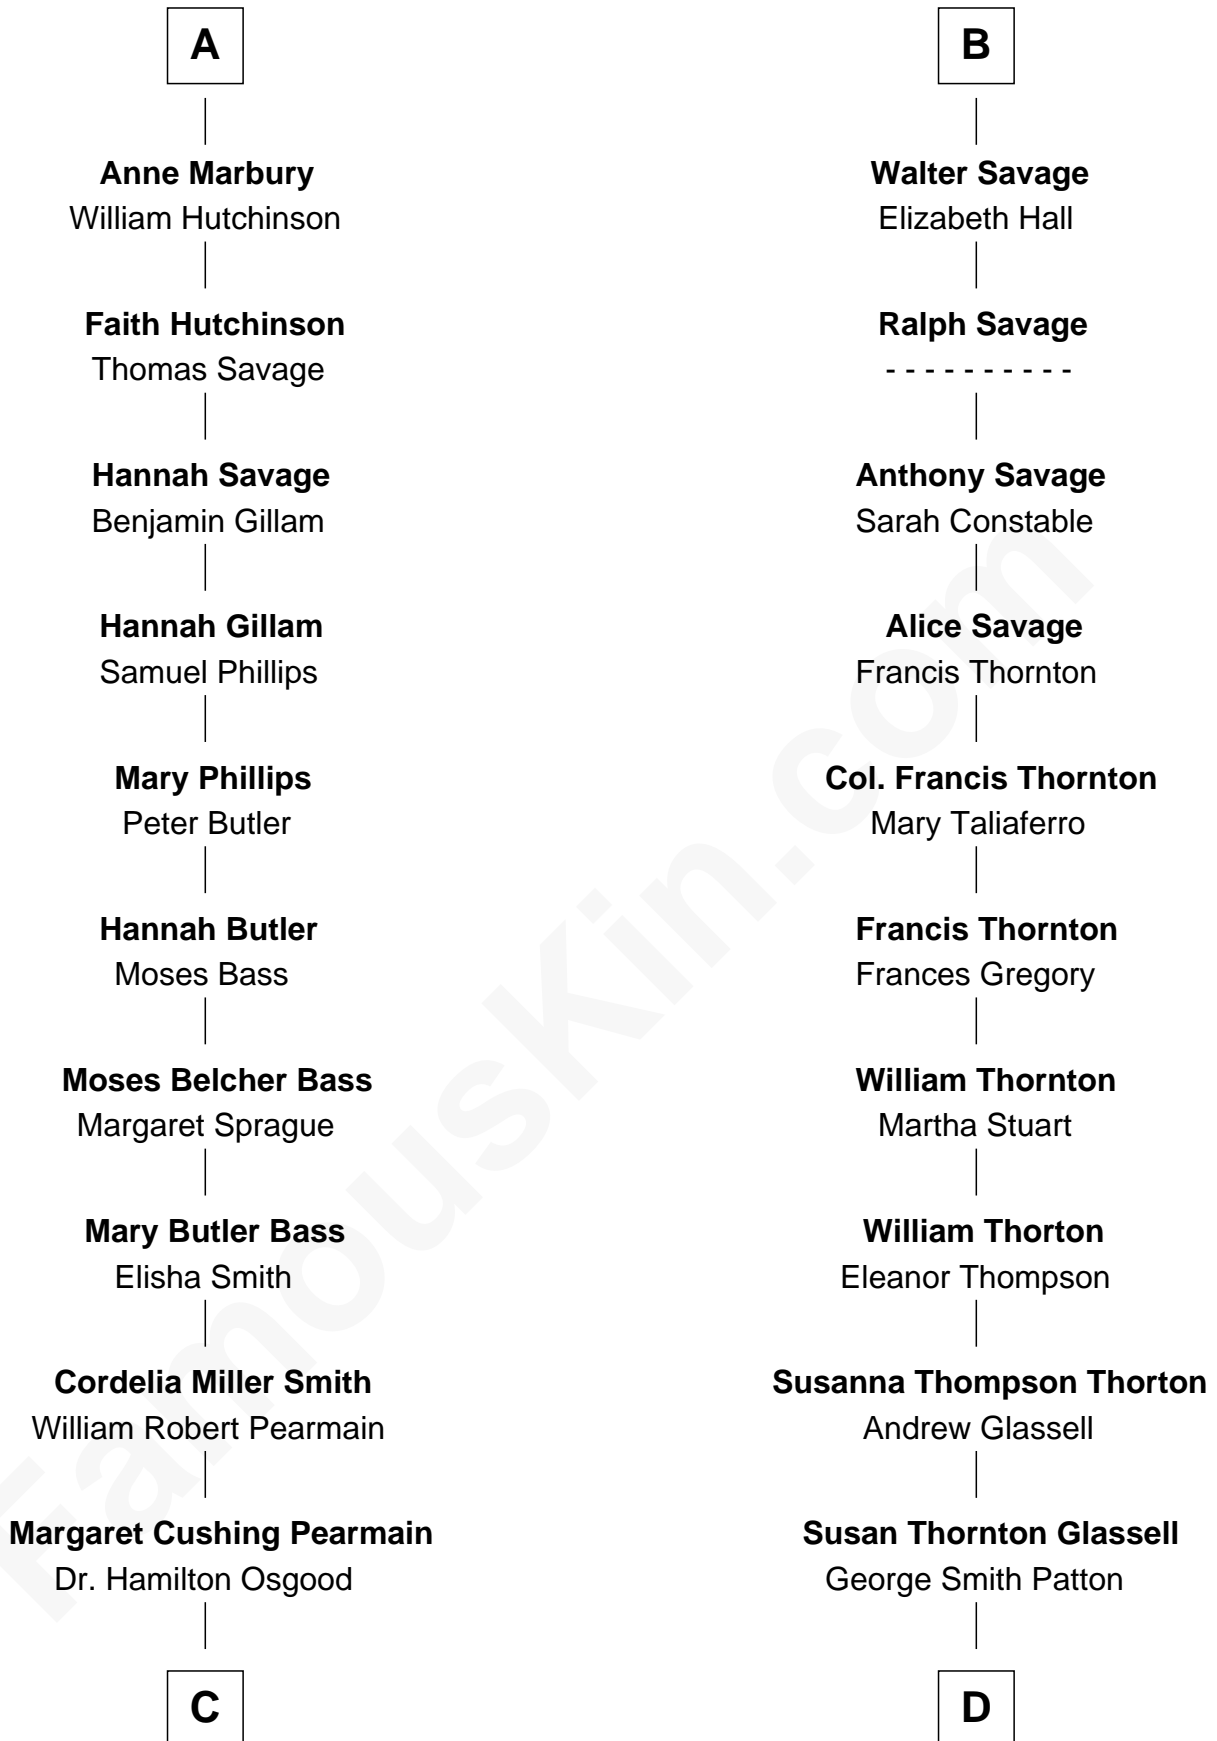 A
Anne Marbury
William Hutchinson
Faith Hutchinson
Thomas Savage
Hannah Savage
Benjamin Gillam
Hannah Gillam
Samuel Phillips
Mary Phillips
Peter Butler
Hannah Butler
Moses Bass
Moses Belcher Bass
Margaret Sprague
Mary Butler Bass
Elisha Smith
Cordelia Miller Smith
William Robert Pearmain
Margaret Cushing Pearmain
Dr. Hamilton Osgood
C
B
Walter Savage
Elizabeth Hall
Ralph Savage
- - - - - - - - - -
Anthony Savage
Sarah Constable
Alice Savage
Francis Thornton
Col. Francis Thornton
Mary Taliaferro
Francis Thornton
Frances Gregory
William Thornton
Martha Stuart
William Thorton
Eleanor Thompson
Susanna Thompson Thorton
Andrew Glassell
Susan Thornton Glassell
George Smith Patton
D
FamousKin.com